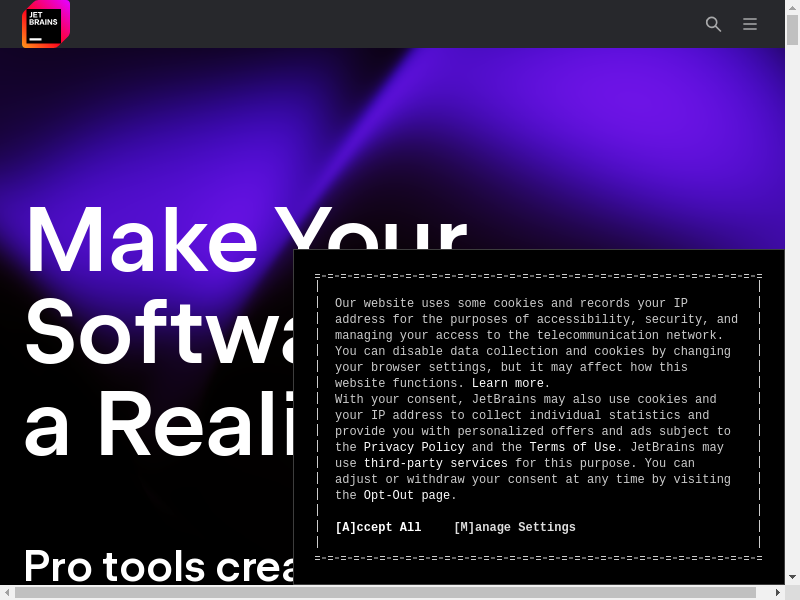 JET
BRAINS
Make Your
Softwa
a Reali
Pro tools crea
Our website uses some cookies and records your IP
address for the purposes of accessibility, security, and
managing your access to the telecommunication network.
You can disable data collection and cookies by changing
your browser settings, but it may affect how this
website functions. Learn more.
With your consent, JetBrains may also use cookies and
your IP address to collect individual statistics and
provide you with personalized offers and ads subject to
the Privacy Policy and the Terms of Use. JetBrains may
use third-party services for this purpose. You can
adjust or withdraw your consent at any time by visiting
the Opt-Out page.
[A]ccept All [M]anage Settings